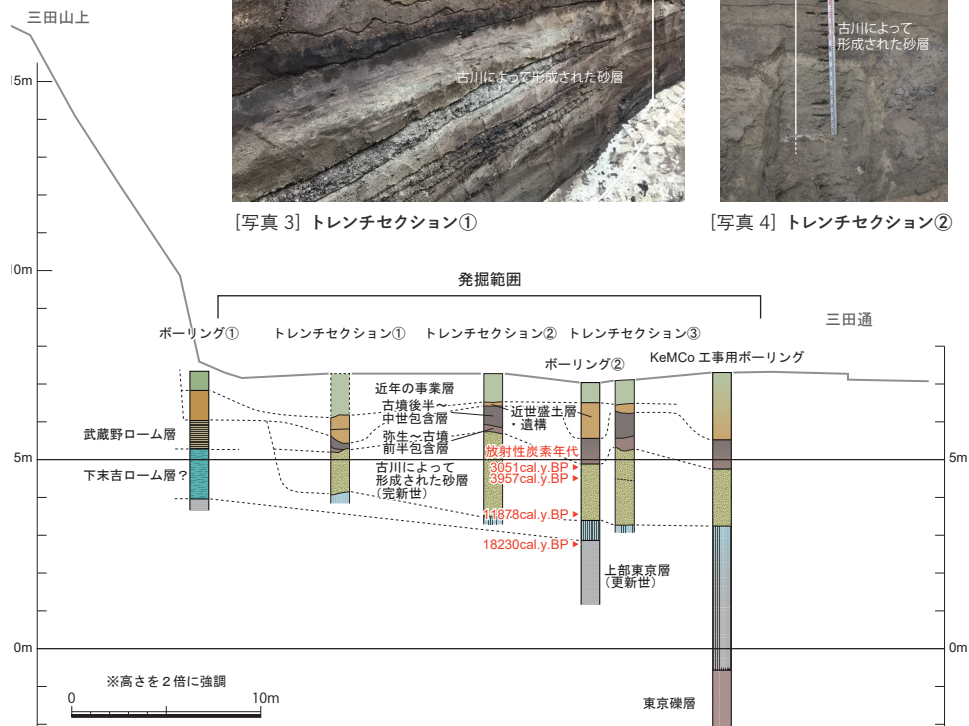 三田山上
古川によって形成された砂層
古川によって
形成された砂層
[写真 3] トレンチセクション①
[写真 4] トレンチセクション②
15m
10m
発掘範囲
ボーリング①
トレンチセクション①
トレンチセクション②
トレンチセクション③
三田通
ボーリング②
KeMCo 工事用ボーリング
近年の事業層
古墳後半~
中世包含層
近世盛土層
・遺構
弥生~古墳
前半包含層
武蔵野ローム層
下末吉ローム層?
古川によって
形成された砂層
(完新世)
放射性炭素年代
3051cal.y.BP
3957cal.y.BP
11878cal.y.BP
18230cal.y.BP
5m
5m
上部東京層
(更新世)
0m
0m
※高さを2倍に強調
0
10m
東京礫層